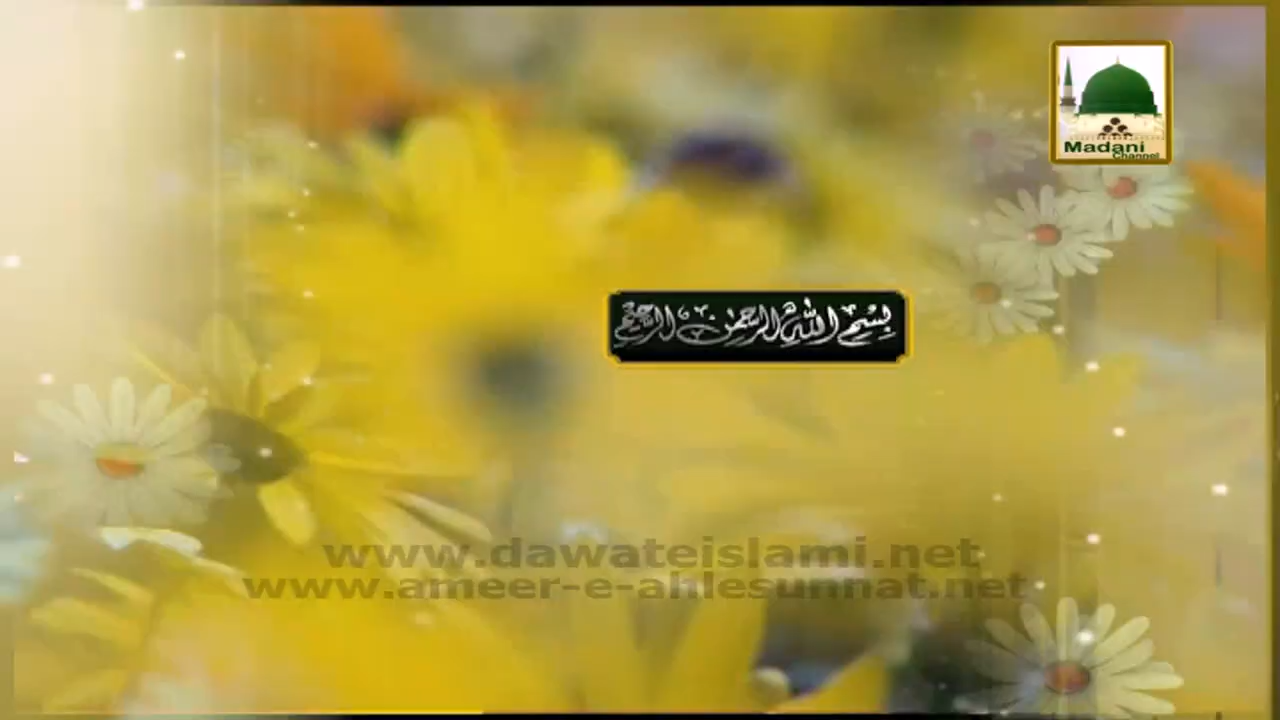 Madani
Channel
بِسْمِ اللّٰهِ الرَّحْمٰنِ الرَّحِيْمِ
www.dawateislami.net
www.ameer-e-ahlesunnat.net